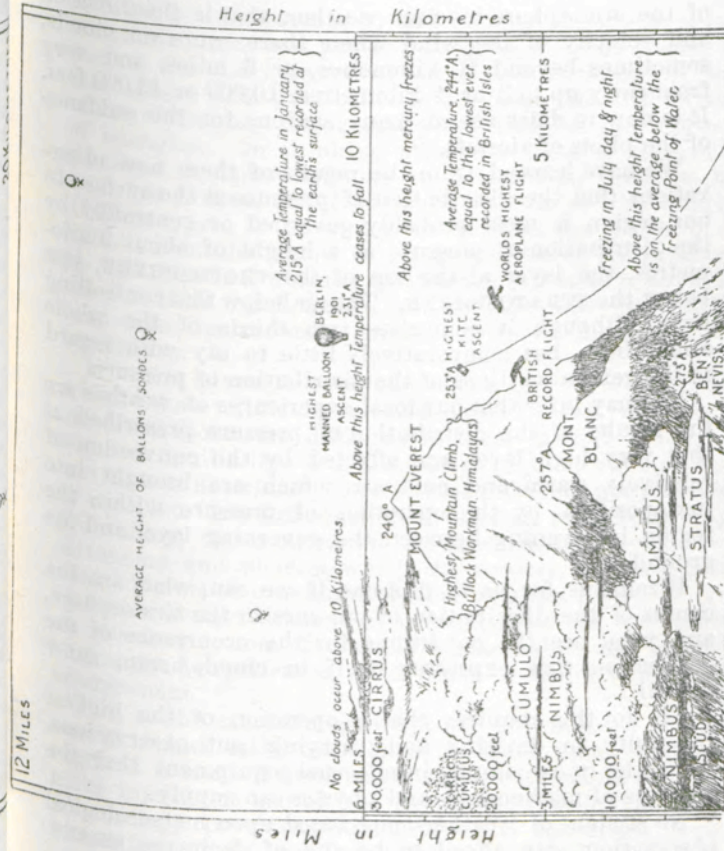 Height in Kilometres
12 MILES
Average Temperature in January
215° A
equal to lowest recorded at
the earth's surface
AVERAGE HEIGHT OF BALLONS SONDES
HIGHEST
MANNED BALLOON
ASCENT
BERLIN
1901
231° A
clouds occur above 10 Kilometres
Above this height Temperature ceases to fall
10 KILOMETRES
6 MILES
30,000 feet
CIRRUS
240° A
MOUNT EVEREST
Above this height mercury freezes
Highest Mountain Climb
(Bullock Workman Himalayas)
253° A
HIGHEST
KITE
ASCENT
Average temperature, 244° A,
equal to the lowest ever
recorded in British Isles
CIRRO
CUMULUS
20,000 feet
WORLDS HIGHEST
AEROPLANE FLIGHT
CUMULO
NIMBUS
BRITISH
RECORD FLIGHT
5 KILOMETRES
MILES
257° A
MONT
BLANC
Freezing in July day & night
10,000 feet
CUMULUS
Above this height temperature
is on the average below the
Freezing Point of Water
NIMBUS
STRATUS
273° A
BEN
NEVIS
Height in Miles